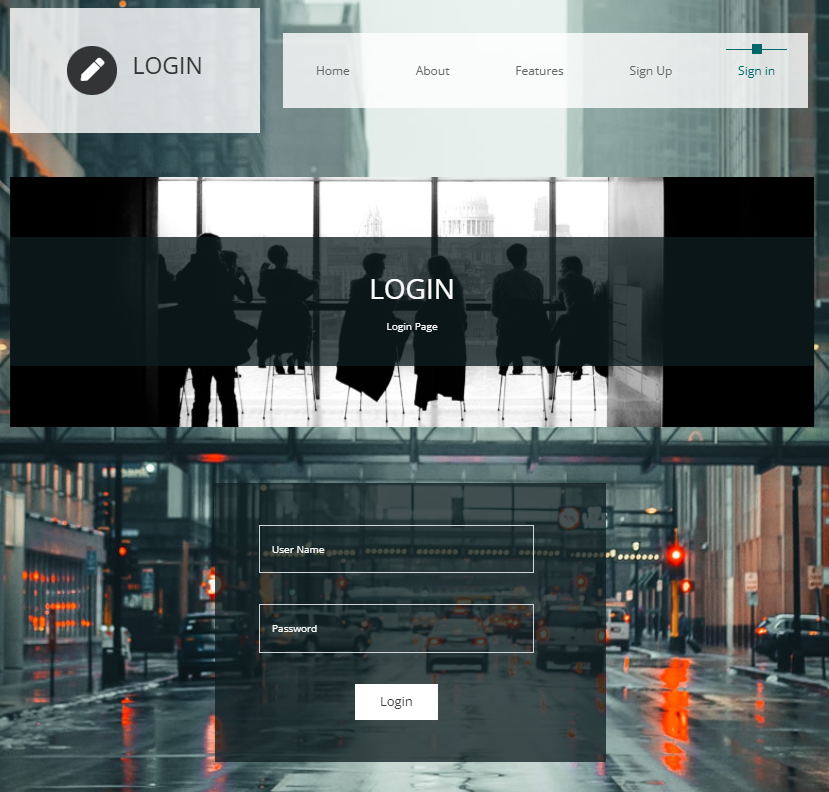 LOGIN
Home
About
Features
Sign Up
Sign in
LOGIN
Login Page
User Name
Password
Login